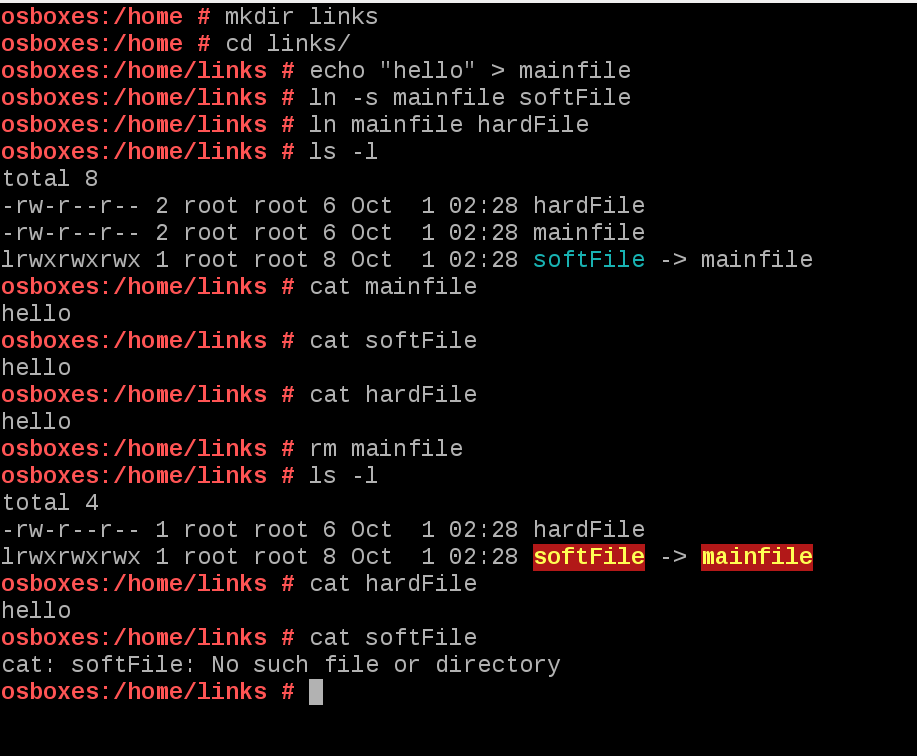 osboxes:/home # mkdir links
osboxes:/home # cd links/
osboxes:/home/links # echo "hello" > mainfile
osboxes:/home/links # ln -s mainfile softFile
osboxes:/home/links # ln mainfile hardFile
osboxes:/home/links # ls -l
total 8
-rw-r--r-- 2 root root 6 Oct  1 02:28 hardFile
-rw-r--r-- 2 root root 6 Oct  1 02:28 mainfile
lrwxrwxrwx 1 root root 8 Oct  1 02:28 softFile -> mainfile
osboxes:/home/links # cat mainfile
hello
osboxes:/home/links # cat softFile
hello
osboxes:/home/links # cat hardFile
hello
osboxes:/home/links # rm mainfile
osboxes:/home/links # ls -l
total 4
-rw-r--r-- 1 root root 6 Oct  1 02:28 hardFile
lrwxrwxrwx 1 root root 8 Oct  1 02:28 softFile -> mainfile
osboxes:/home/links # cat hardFile
hello
osboxes:/home/links # cat softFile
cat: softFile: No such file or directory
osboxes:/home/links #